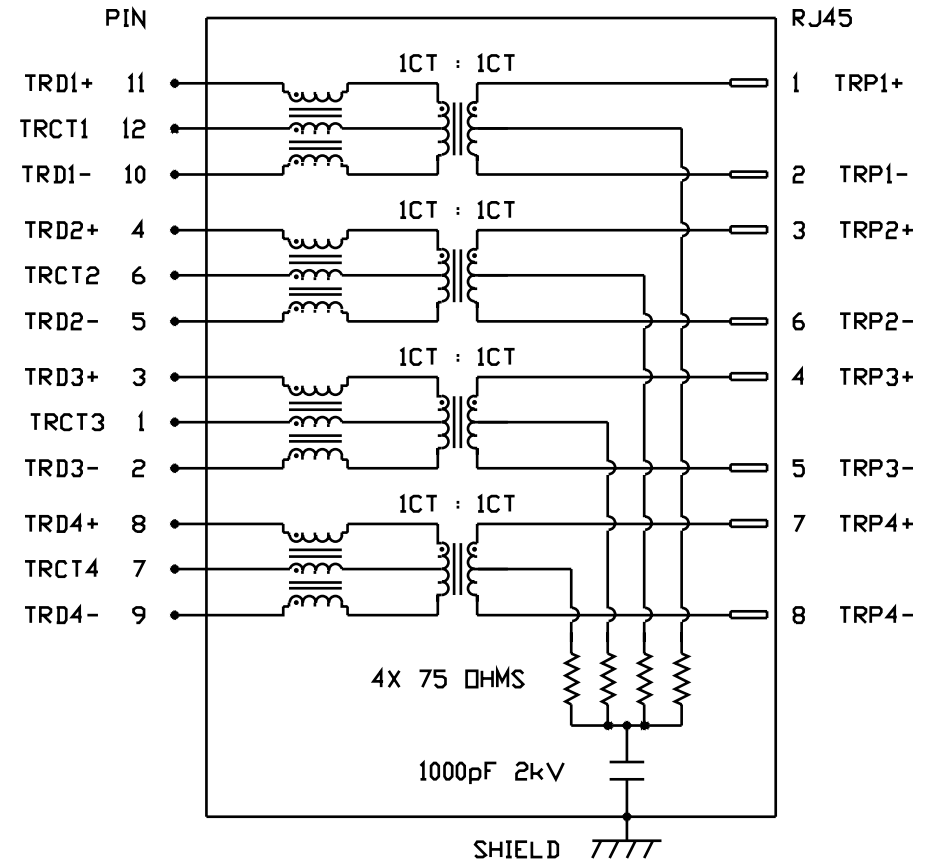 PIN RJ45
1CT : 1CT
TRD1+ 11 1 TRP1+
TRCT1 12
TRD1- 10 2 TRP1-
1CT : 1CT
TRD2+ 4 3 TRP2+
TRCT2 6
TRD2- 5 6 TRP2-
1CT : 1CT
TRD3+ 3 4 TRP3+
TRCT3 1
TRD3- 2 5 TRP3-
1CT : 1CT
TRD4+ 8 7 TRP4+
TRCT4 7
TRD4- 9 8 TRP4-
4X 75 OHMS
1000pF 2kV
SHIELD